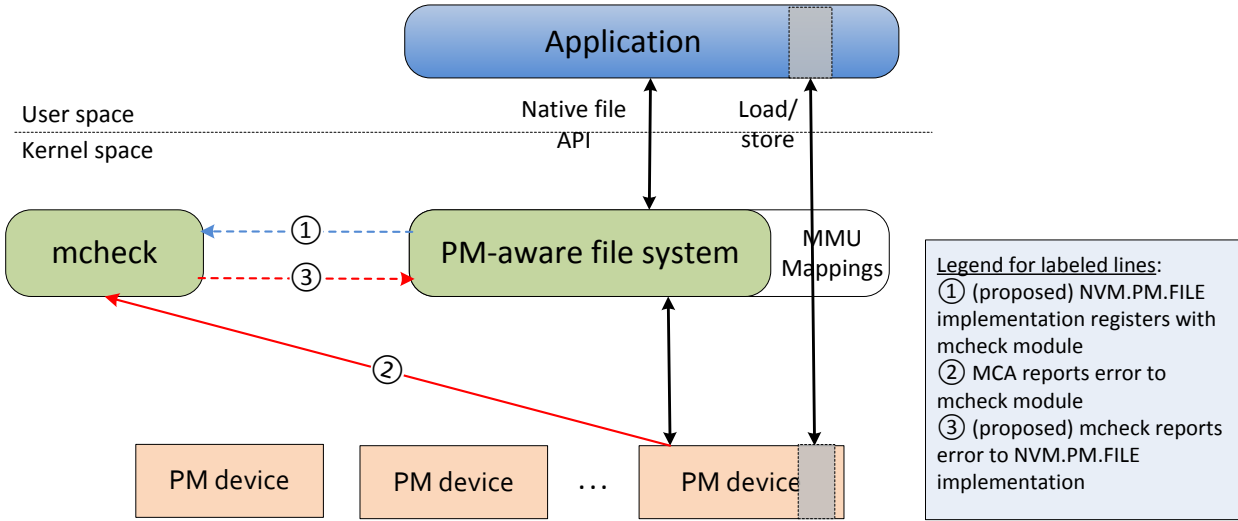 Application
User space
Kernel space
Native file
API
Load/
store
mcheck
①
③
PM-aware file system
MMU
Mappings
②
PM device
PM device
...
PM device
Legend for labeled lines:
① (proposed) NVM.PM.FILE
implementation registers with
mcheck module
② MCA reports error to
mcheck module
③ (proposed) mcheck reports
error to NVM.PM.FILE
implementation